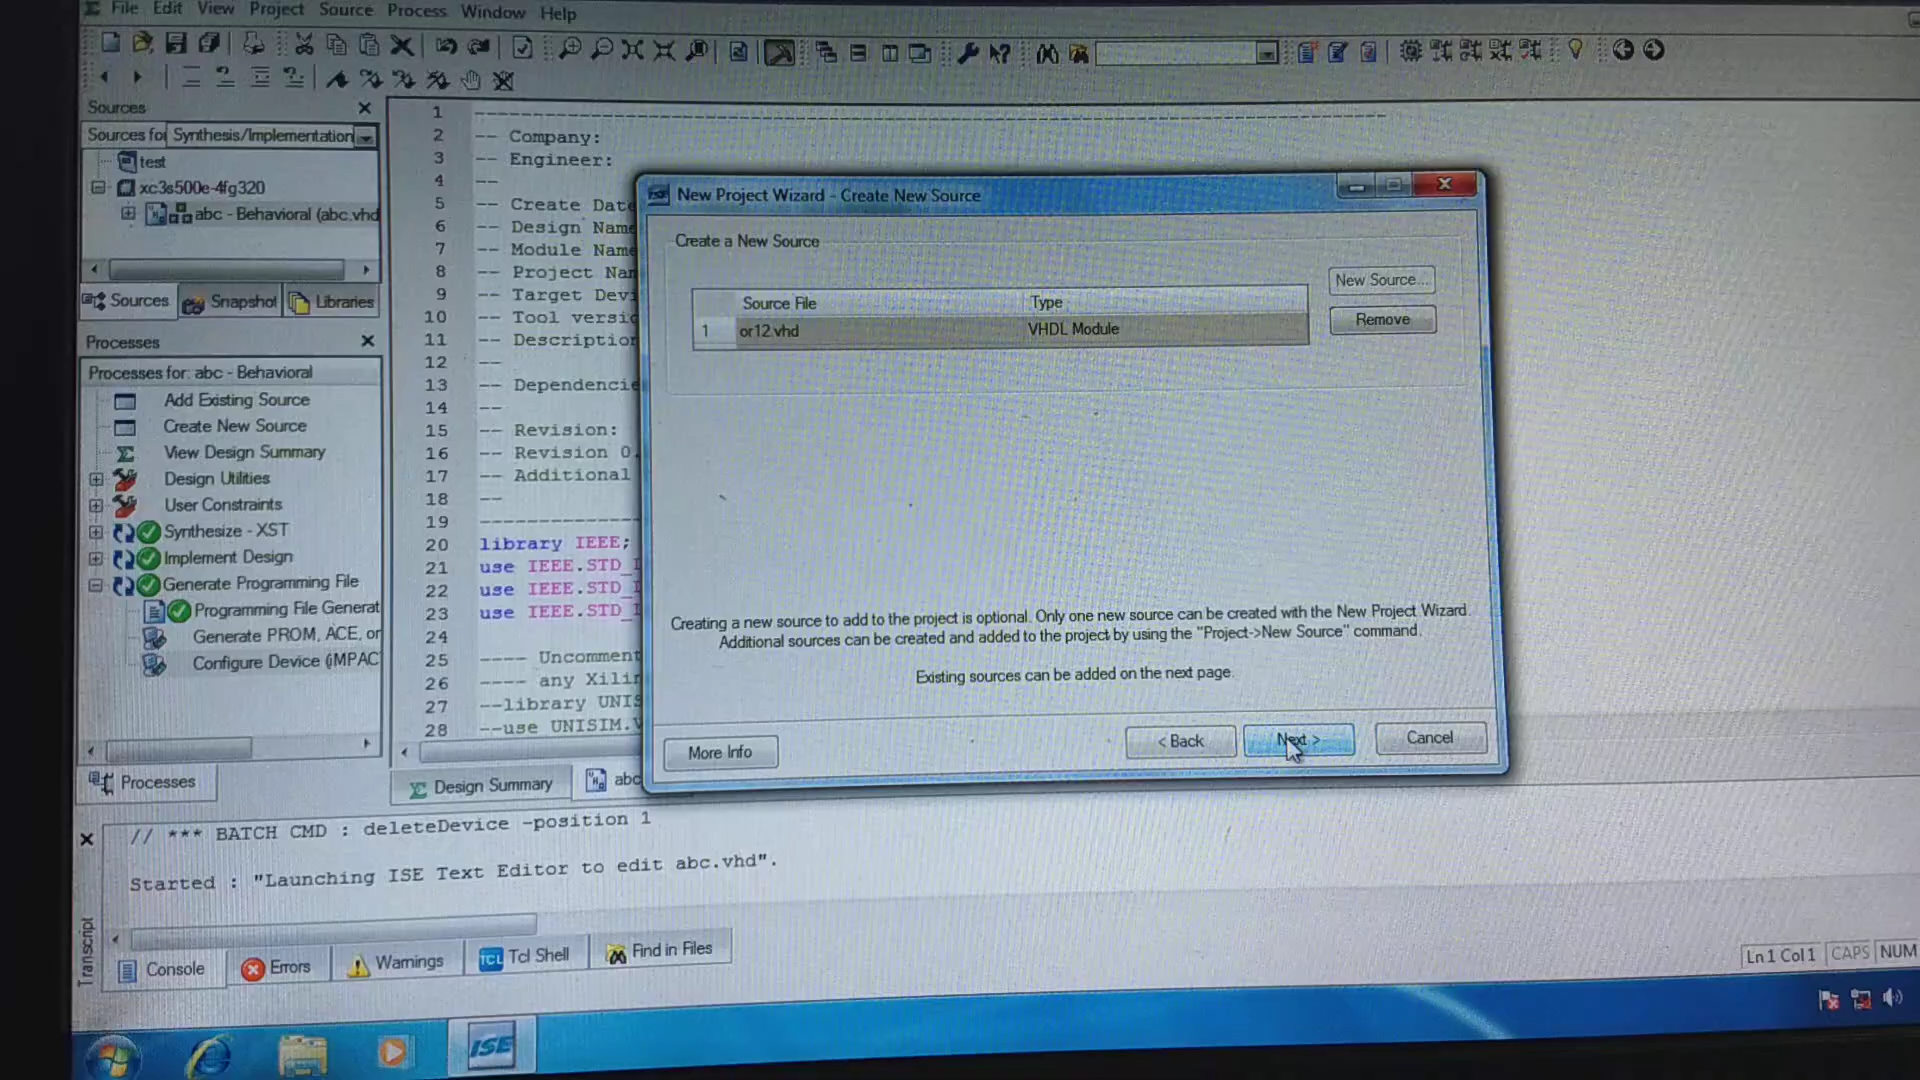 File Edit View Project Source Process Window Help
Sources
Sources for Synthesis/Implementation
test
xc3s500e-4fg320
abc - Behavioral (abc.vhd
Sources Snapshot Libraries
Processes
Processes for: abc - Behavioral
Add Existing Source
Create New Source
View Design Summary
Design Utilities
User Constraints
Synthesize - XST
Implement Design
Generate Programming File
Programming File Generat
Generate PROM, ACE, or
Configure Device (iMPAC
Processes
1 --
2 -- Company:
3 -- Engineer:
4 --
5 -- Create Date
6 -- Design Name
7 -- Module Name
8 -- Project Nam
9 -- Target Devi
10 -- Tool versio
11 -- Description
12 --
13 -- Dependencie
14 --
15 -- Revision:
16 -- Revision 0.
17 -- Additional
18 --
19 --
20 library IEEE;
21 use IEEE.STD_
22 use IEEE.STD_
23 use IEEE.STD_
24
25 ---- Uncomment
26 ---- any Xilin
27 --library UNIS
28 --use UNISIM.V
Design Summary abc
New Project Wizard - Create New Source
Create a New Source
Source File Type
1 or12.vhd VHDL Module
New Source...
Remove
Creating a new source to add to the project is optional. Only one new source can be created with the New Project Wizard.
Additional sources can be created and added to the project by using the "Project->New Source" command.
Existing sources can be added on the next page.
More Info < Back Next > Cancel
// *** BATCH CMD : deleteDevice -position 1
Started : "Launching ISE Text Editor to edit abc.vhd".
Transcript
Console Errors Warnings TCL Tcl Shell Find in Files
Ln 1 Col 1 CAPS NUM
ISE